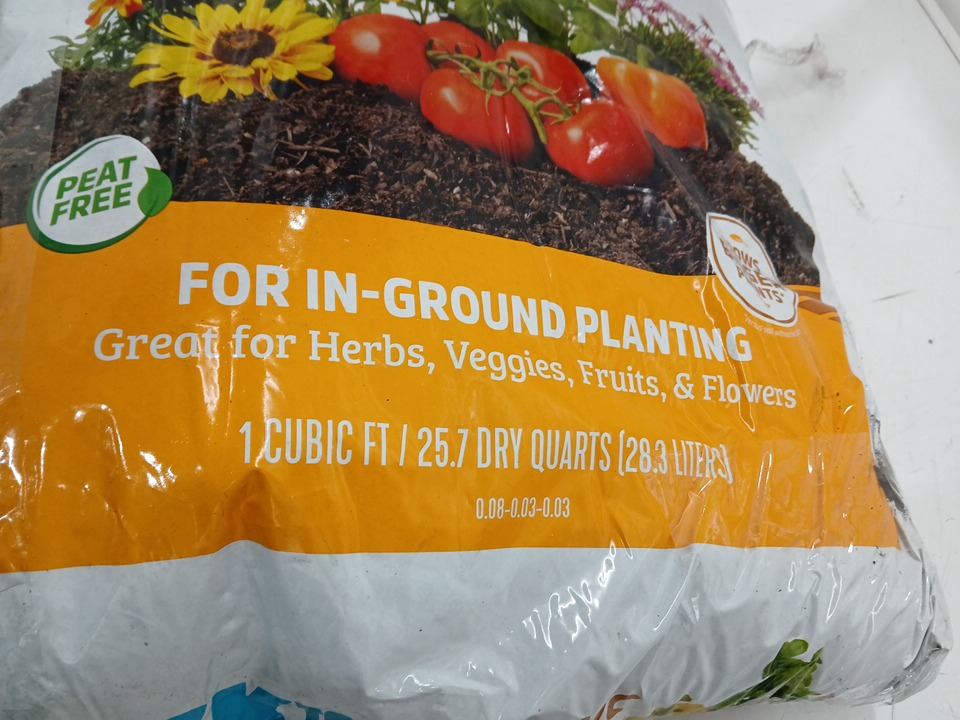 PEAT
FREE
FOR IN-GROUND PLANTING
Great for Herbs, Veggies, Fruits, & Flowers
1 CUBIC FT / 25.7 DRY QUARTS (28.3 LITERS)
0.08-0.03-0.03